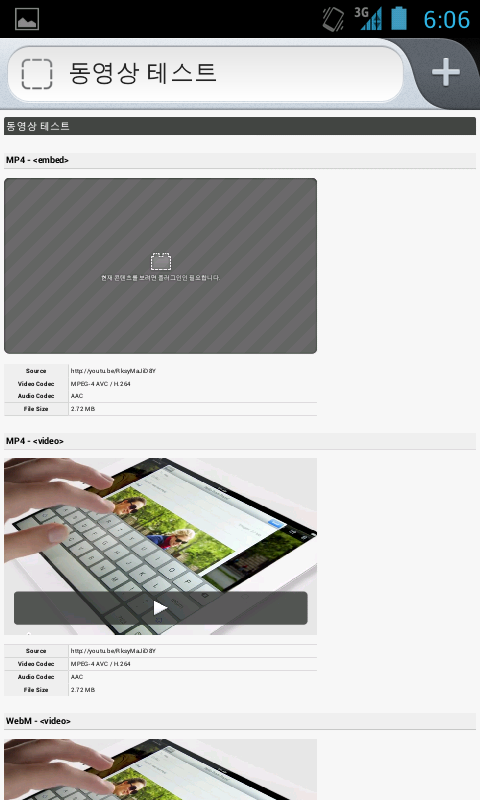 3G 6:06
동영상 테스트
동영상 테스트
MP4 - <embed>
현재 콘텐츠를 보려면 플러그인이 필요합니다.
Source http://youtu.be/RksyMaJiD8Y
Video Codec MPEG-4 AVC / H.264
Audio Codec AAC
File Size 2.72 MB
MP4 - <video>
Source http://youtu.be/RksyMaJiD8Y
Video Codec MPEG-4 AVC / H.264
Audio Codec AAC
File Size 2.72 MB
WebM - <video>